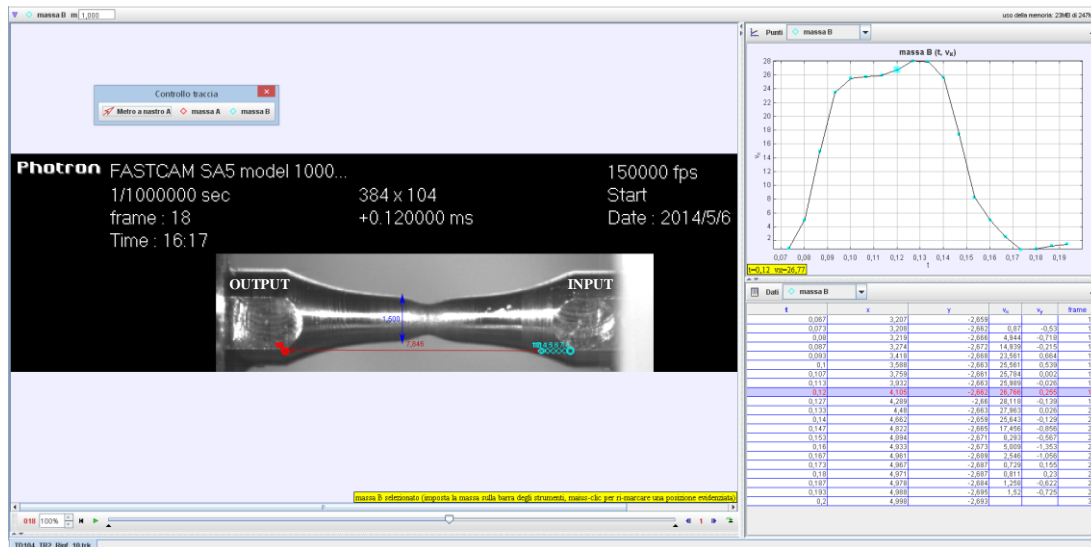 massa B m 1,000
uso della memoria: 23MB di 247M
Controllo traccia
Metro a nastro A massa A massa B
Photron FASTCAM SA5 model 1000...
1/1000000 sec
frame : 18
Time : 16:17
384 x 104
+0.120000 ms
150000 fps
Start
Date : 2014/5/6
OUTPUT
INPUT
1,500
7,645
massa B selezionato (imposta la massa sulla barra degli strumenti, maius-clic per ri-marcare una posizione evidenziata)
018 100%
1
Punti massa B
massa B (t, vx)
28
26
24
22
20
18
16
14
12
10
8
6
4
2
0,07 0,08 0,09 0,10 0,11 0,12 0,13 0,14 0,15 0,16 0,17 0,18 0,19
t
t=0,12 vx=26,77
Dati massa B
t x y vx vy frame
0,067 3,207 -2,659
0,073 3,208 -2,662 0,87 -0,53
0,08 3,219 -2,666 4,944 -0,718
0,087 3,274 -2,672 14,939 -0,215
0,093 3,418 -2,668 23,561 0,664
0,1 3,588 -2,663 25,561 0,539
0,107 3,759 -2,661 25,784 0,002
0,113 3,932 -2,663 25,989 -0,026
0,12 4,105 -2,662 26,766 0,255
0,127 4,289 -2,66 28,118 -0,139
0,133 4,48 -2,663 27,963 0,026
0,14 4,662 -2,659 25,643 -0,129
0,147 4,822 -2,665 17,456 -0,856
0,153 4,894 -2,671 8,293 -0,567
0,16 4,933 -2,673 5,009 -1,353
0,167 4,961 -2,689 2,546 -1,056
0,173 4,967 -2,687 0,729 0,155
0,18 4,971 -2,687 0,811 0,23
0,187 4,978 -2,684 1,258 -0,622
0,193 4,988 -2,695 1,52 -0,725
0,2 4,998 -2,693